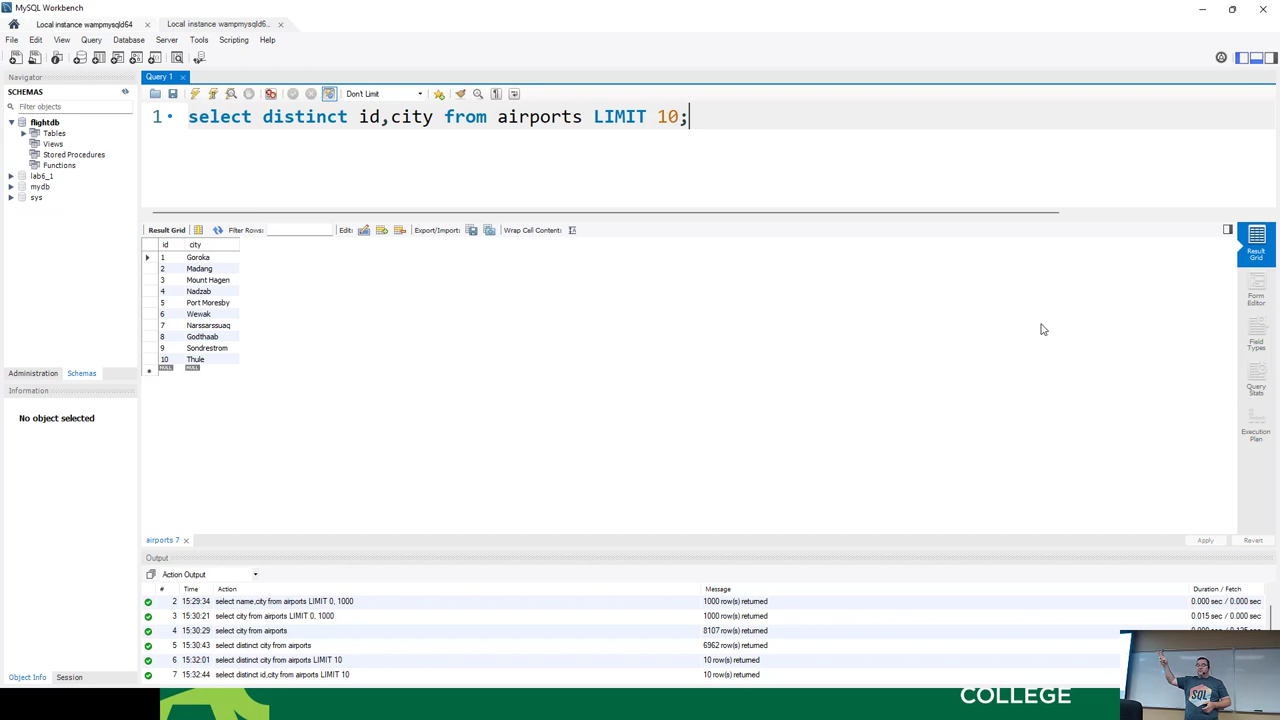 MySQL Workbench
Local instance wampmysqld64 × Local instance wampmysqld6... ×
File Edit View Query Database Server Tools Scripting Help
Navigator
SCHEMAS
Filter objects
flightdb
Tables
Views
Stored Procedures
Functions
lab6_1
mydb
sys
Administration Schemas
Information
No object selected
Object Info Session
Query 1 ×
Don't Limit
1 select distinct id,city from airports LIMIT 10;
Result Grid Filter Rows: Edit: Export/Import: Wrap Cell Content:
id city
1 Goroka
2 Madang
3 Mount Hagen
4 Nadzab
5 Port Moresby
6 Wewak
7 Narssarssuaq
8 Godthaab
9 Sondrestrom
10 Thule
NULL NULL
Result
Grid
Form
Editor
Field
Types
Query
Stats
Execution
Plan
airports 7 × Apply Revert
Output
Action Output
# Time Action Message Duration / Fetch
2 15:29:34 select name,city from airports LIMIT 0, 1000 1000 row(s) returned 0.000 sec / 0.000 sec
3 15:30:21 select city from airports LIMIT 0, 1000 1000 row(s) returned 0.015 sec / 0.000 sec
4 15:30:29 select city from airports 8107 row(s) returned
5 15:30:43 select distinct city from airports 6962 row(s) returned
6 15:32:01 select distinct city from airports LIMIT 10 10 row(s) returned
7 15:32:44 select distinct id,city from airports LIMIT 10 10 row(s) returned
COLLEGE
SQL